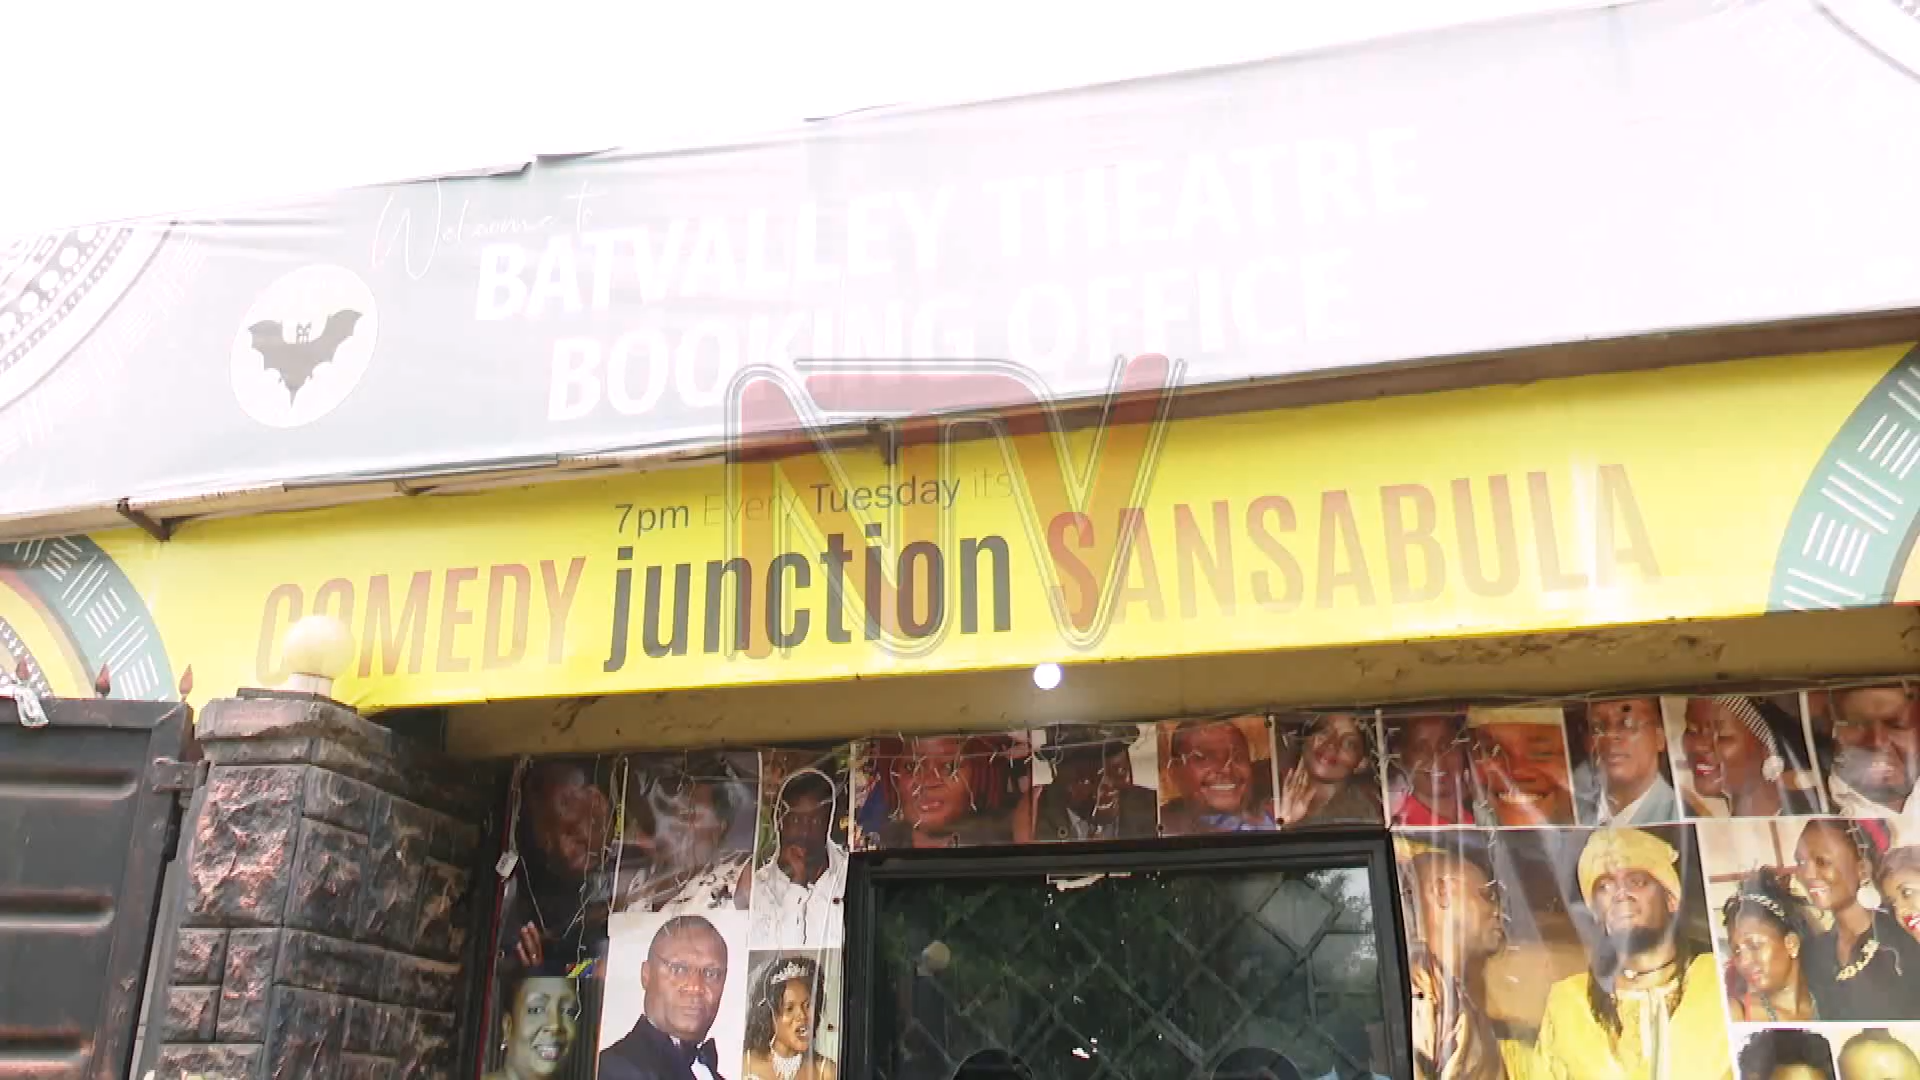 Welcome to
BATVALLEY THEATRE
BOOKING OFFICE
7pm Every Tuesday its
COMEDY junction SANSABULA
NTV